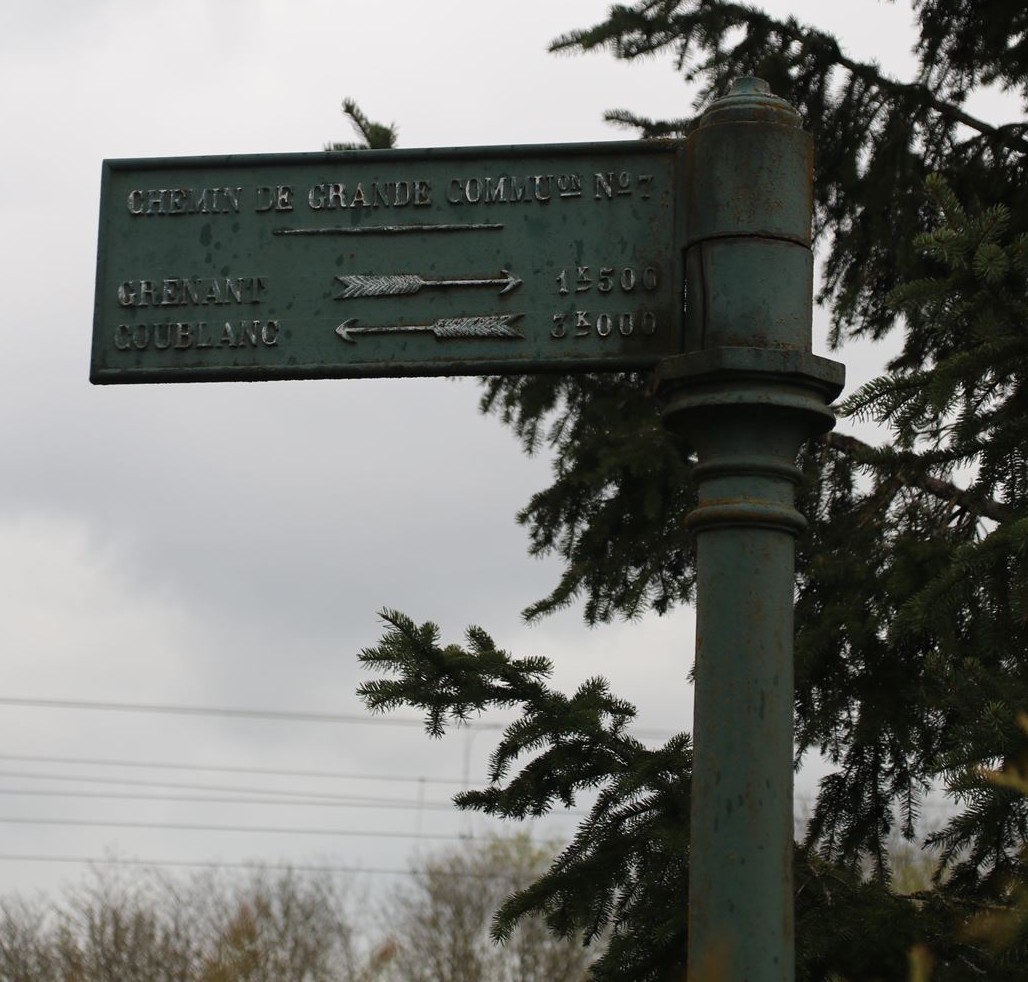 CHEMIN DE GRANDE COMMUON No 7
GRENANT 1K500
COUBLANC 3K000